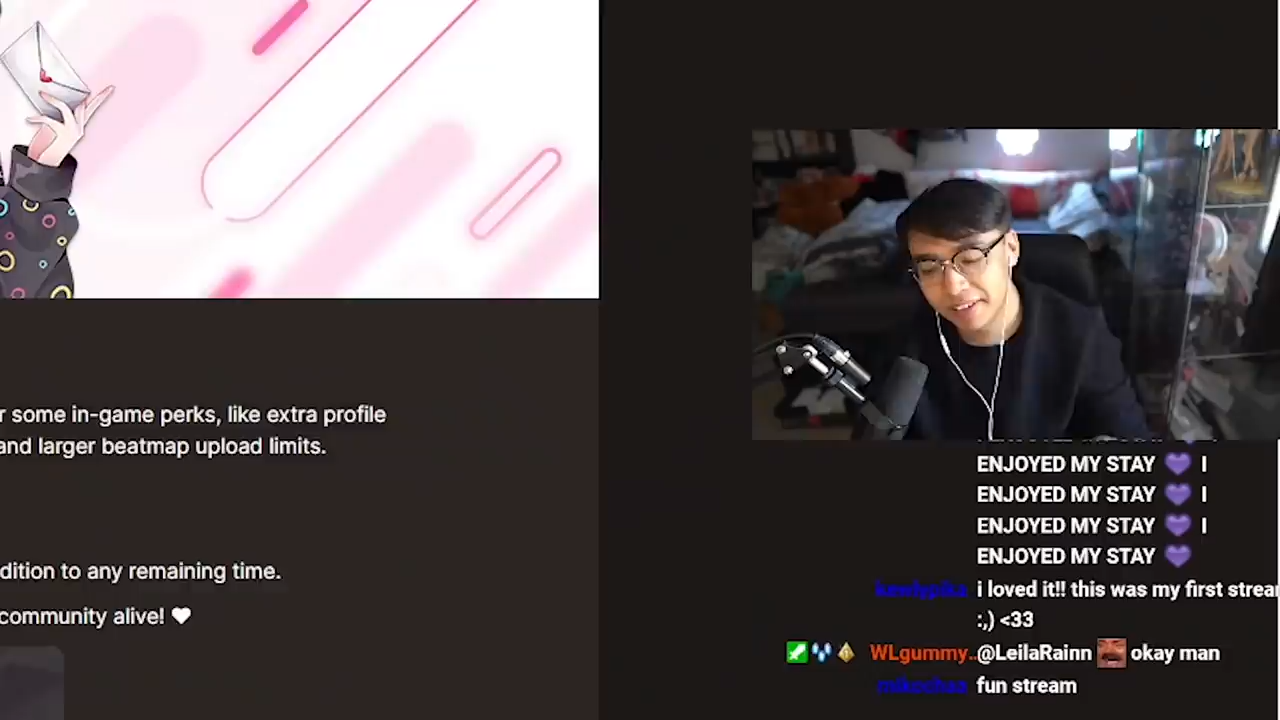 r some in-game perks, like extra profile
and larger beatmap upload limits.
dition to any remaining time.
community alive! ♥
ENJOYED MY STAY 💜 I
ENJOYED MY STAY 💜 I
ENJOYED MY STAY 💜 I
ENJOYED MY STAY 💜
i loved it!! this was my first strea
:,) <33
WLgummy..@LeilaRainn okay man
mikochaa fun stream